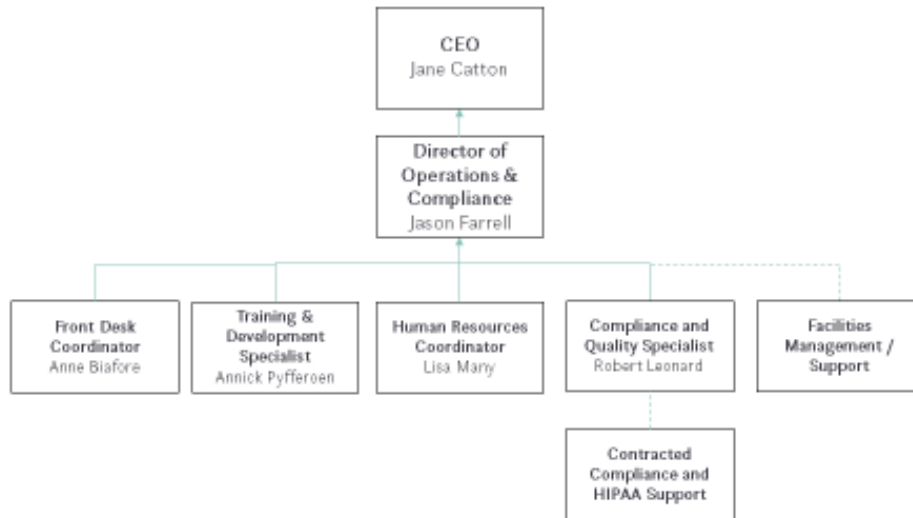 CEO
Jane Catton
Director of
Operations &
Compliance
Jason Farrell
Front Desk
Coordinator
Anne Biafore
Training &
Development
Specialist
Annick Pyfferoen
Human Resources
Coordinator
Lisa Many
Compliance and
Quality Specialist
Robert Leonard
Facilities
Management /
Support
Contracted
Compliance and
HIPAA Support